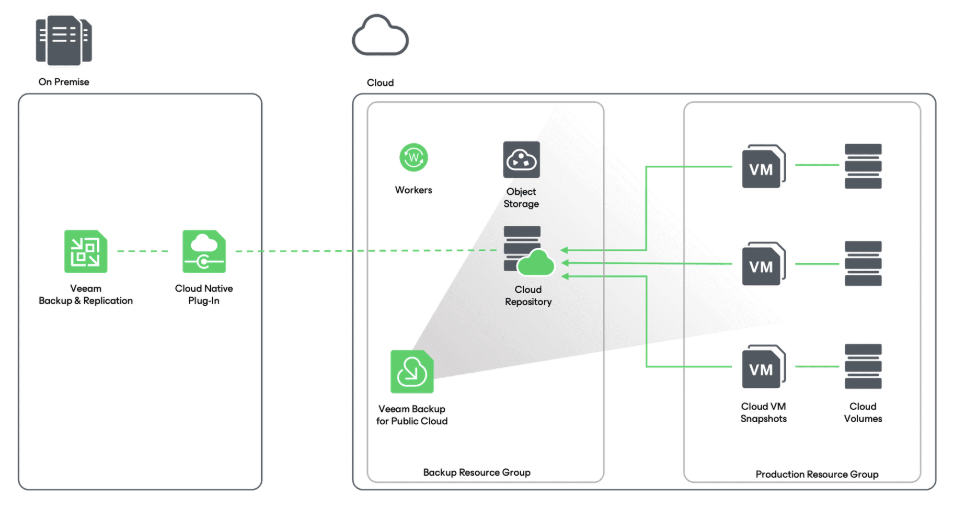 On Premise
Cloud
Veeam
Backup & Replication
Cloud Native
Plug-In
W
Workers
Object
Storage
Cloud
Repository
Veeam Backup
for Public Cloud
Backup Resource Group
VM
VM
VM
Cloud VM
Snapshots
Cloud
Volumes
Production Resource Group